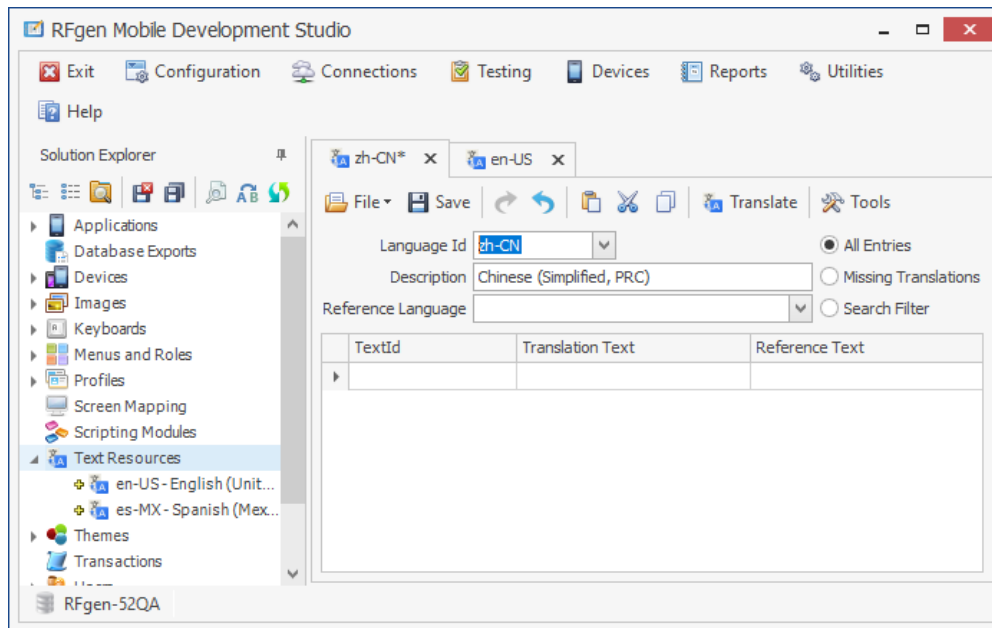 RFgen Mobile Development Studio
Exit Configuration Connections Testing Devices Reports Utilities
Help
Solution Explorer
Applications
Database Exports
Devices
Images
Keyboards
Menus and Roles
Profiles
Screen Mapping
Scripting Modules
Text Resources
en-US - English (Unit...
es-MX - Spanish (Mex...
Themes
Transactions
zh-CN* en-US
File Save Translate Tools
Language Id zh-CN All Entries
Description Chinese (Simplified, PRC) Missing Translations
Reference Language Search Filter
TextId Translation Text Reference Text
RFgen-52QA